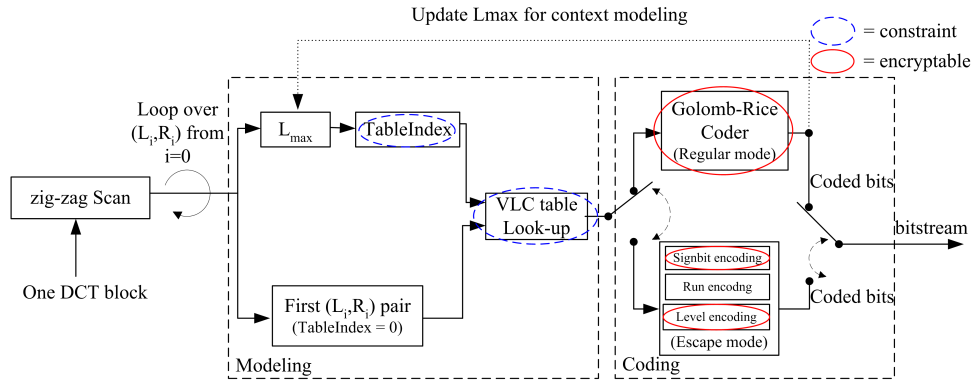 Update Lmax for context modeling
= constraint
= encryptable
Loop over
(Li,Ri) from
i=0
Lmax
TableIndex
Golomb-Rice
Coder
(Regular mode)
zig-zag Scan
VLC table
Look-up
Coded bits
bitstream
One DCT block
First (Li,Ri) pair
(TableIndex = 0)
Signbit encoding
Run encodng
Level encoding
(Escape mode)
Coded bits
Modeling
Coding